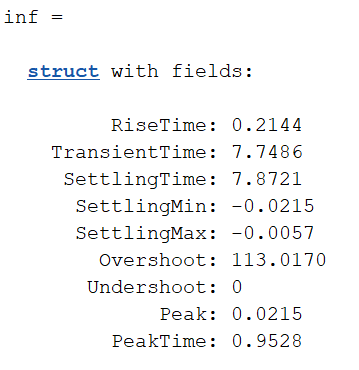 inf =
struct with fields:
RiseTime: 0.2144
TransientTime: 7.7486
SettlingTime: 7.8721
SettlingMin: -0.0215
SettlingMax: -0.0057
Overshoot: 113.0170
Undershoot: 0
Peak: 0.0215
PeakTime: 0.9528